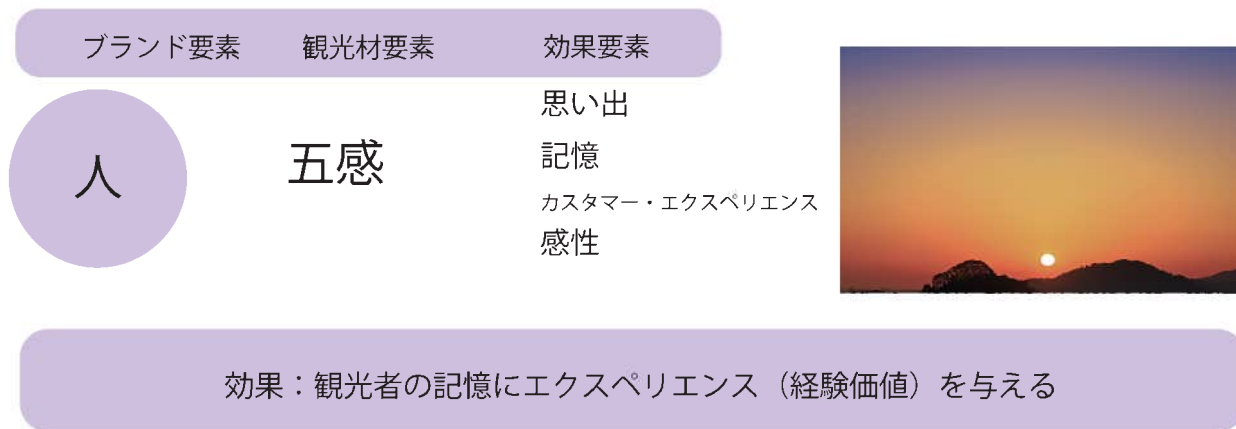 ブランド要素 観光材要素 効果要素
人
五感
思い出
記憶
カスタマー・エクスペリエンス
感性
効果：観光者の記憶にエクスペリエンス（経験価値）を与える